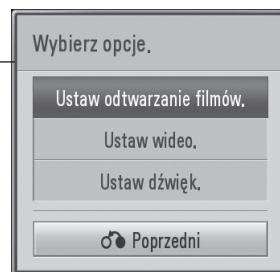 Wybierz opcje.
Ustaw odtwarzanie filmów.
Ustaw wideo.
Ustaw dźwięk.
Poprzedni